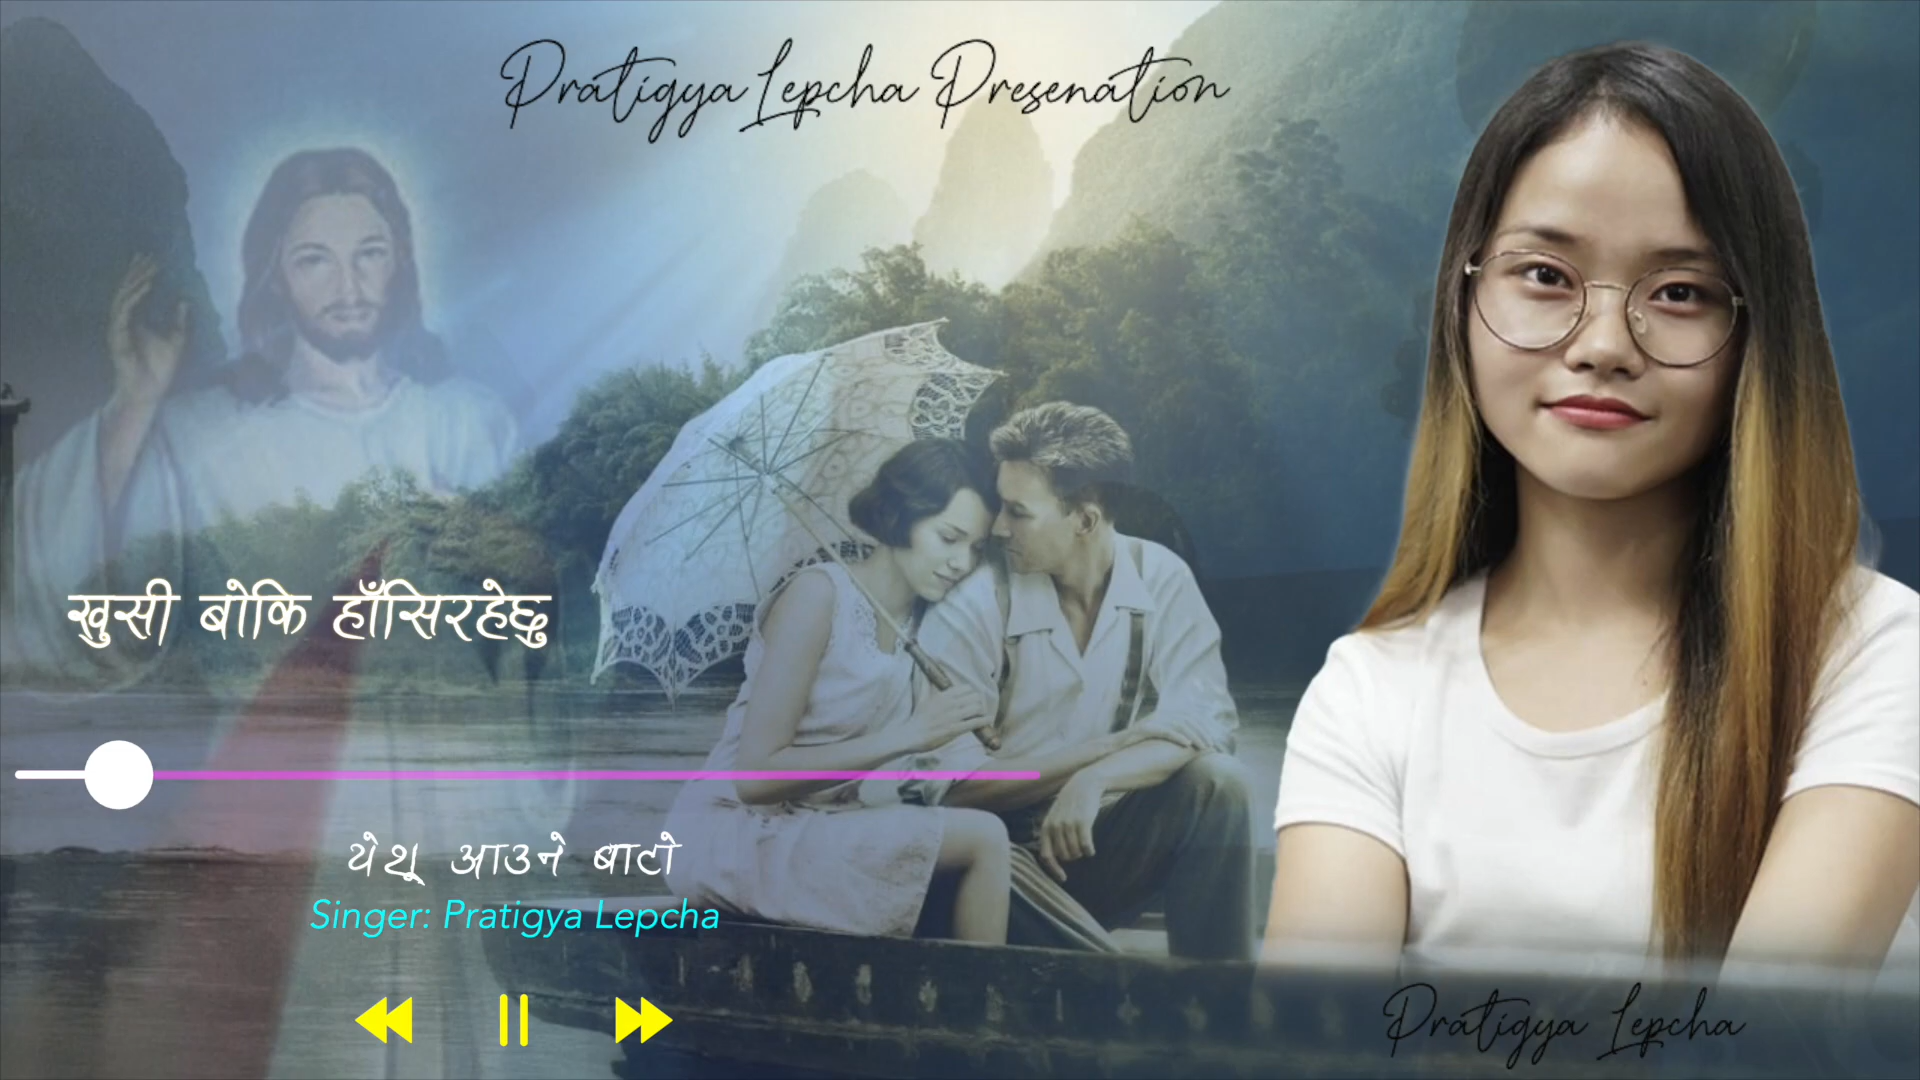 Pratigya Lepcha Presenation
खुसी बोकि हाँसिरहेछु
येशू आउने बाटो
Singer: Pratigya Lepcha
Pratigya Lepcha